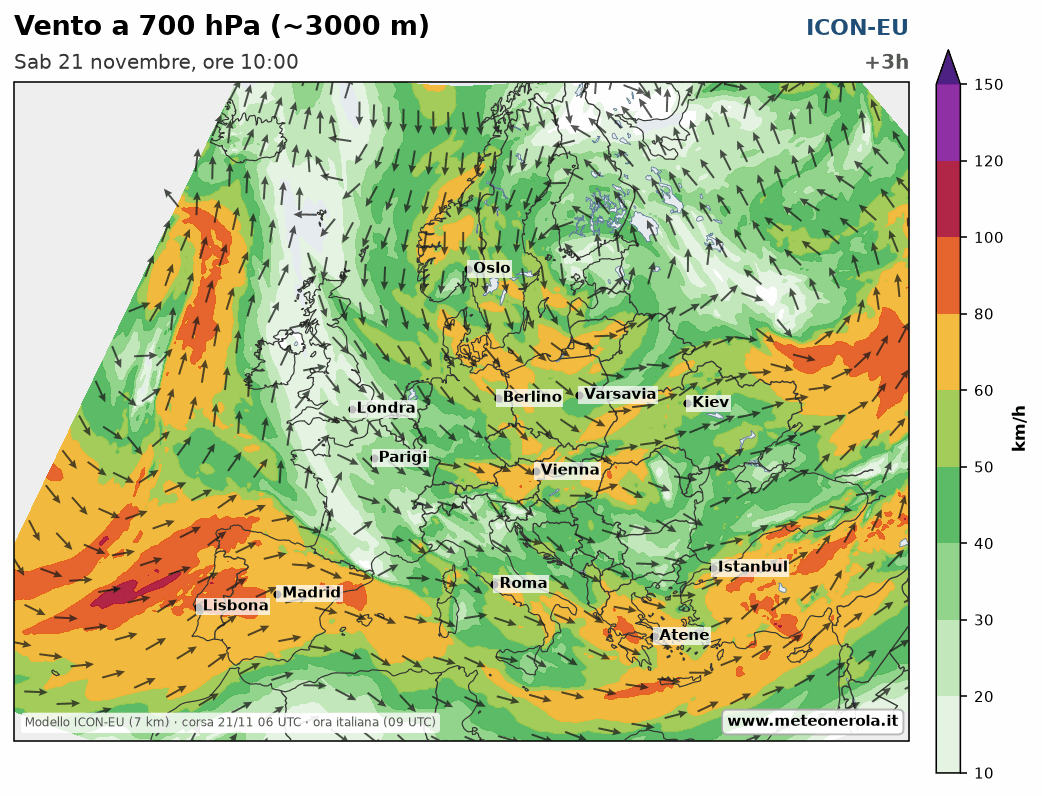 Vento a 700 hPa (~3000 m)
ICON-EU
Sab 21 novembre, ore 10:00
+3h
150
120
100
80
60
50
40
30
20
10
km/h
Oslo
Londra
Berlino
Varsavia
Kiev
Parigi
Vienna
Istanbul
Roma
Madrid
Lisbona
Atene
Modello ICON-EU (7 km) · corsa 21/11 06 UTC · ora italiana (09 UTC)
www.meteonerola.it